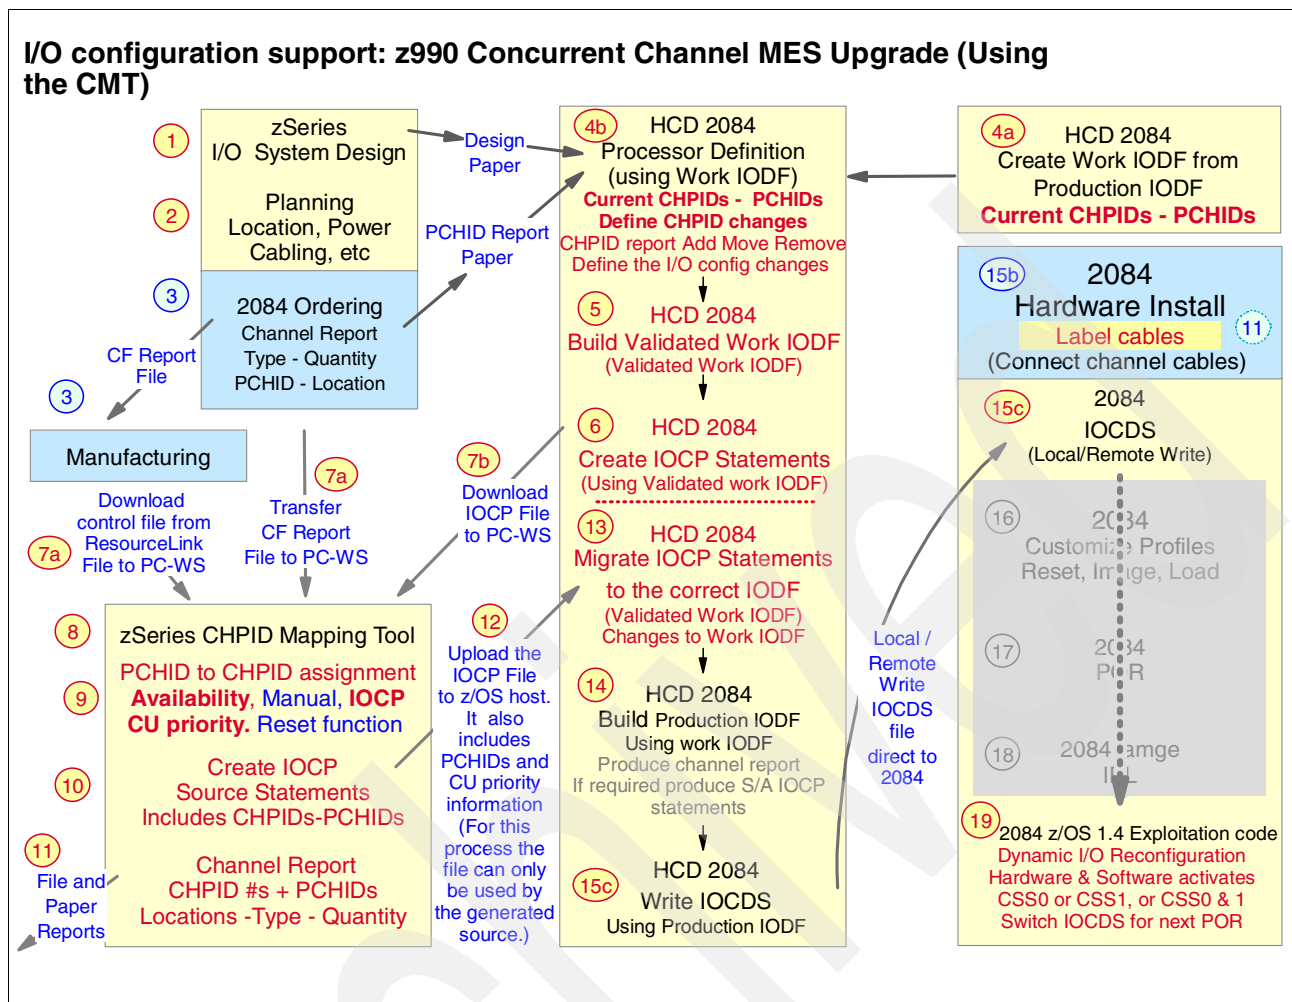 I/O configuration support: z990 Concurrent Channel MES Upgrade (Using
the CMT)
1
zSeries
I/O System Design
2
Planning
Location, Power
Cabling, etc
3
2084 Ordering
Channel Report
Type - Quantity
PCHID - Location
Design
Paper
PCHID Report
Paper
CF Report
File
3
Manufacturing
Download
control file from
ResourceLink
File to PC-WS
7a
7a
Transfer
CF Report
File to PC-WS
7b
Download
IOCP File
to PC-WS
8
zSeries CHPID Mapping Tool
9
PCHID to CHPID assignment
Availability, Manual, IOCP
CU priority. Reset function
10
Create IOCP
Source Statements
Includes CHPIDs-PCHIDs
11
File and
Paper
Reports
Channel Report
CHPID #s + PCHIDs
Locations -Type - Quantity
12
Upload the
IOCP File
to z/OS host.
It also
includes
PCHIDs and
CU priority
information
(For this
process the
file can only
be used by
the generated
source.)
4b
HCD 2084
Processor Definition
(using Work IODF)
Current CHPIDs - PCHIDs
Define CHPID changes
CHPID report Add Move Remove
Define the I/O config changes
5
HCD 2084
Build Validated Work IODF
(Validated Work IODF)
6
HCD 2084
Create IOCP Statements
(Using Validated work IODF)
13
HCD 2084
Migrate IOCP Statements
to the correct IODF
(Validated Work IODF)
Changes to Work IODF
14
HCD 2084
Build Production IODF
Using work IODF
Produce channel report
If required produce S/A IOCP
statements
15c
HCD 2084
Write IOCDS
Using Production IODF
Local /
Remote
Write
IOCDS
file
direct to
2084
4a
HCD 2084
Create Work IODF from
Production IODF
Current CHPIDs - PCHIDs
15b
2084
Hardware Install
Label cables
11
(Connect channel cables)
15c
2084
IOCDS
(Local/Remote Write)
16
2084
Customize Profiles
Reset, Image, Load
17
2084
POR
18
2084 amge
IPL
19
2084 z/OS 1.4 Exploitation code
Dynamic I/O Reconfiguration
Hardware & Software activates
CSS0 or CSS1, or CSS0 & 1
Switch IOCDS for next POR